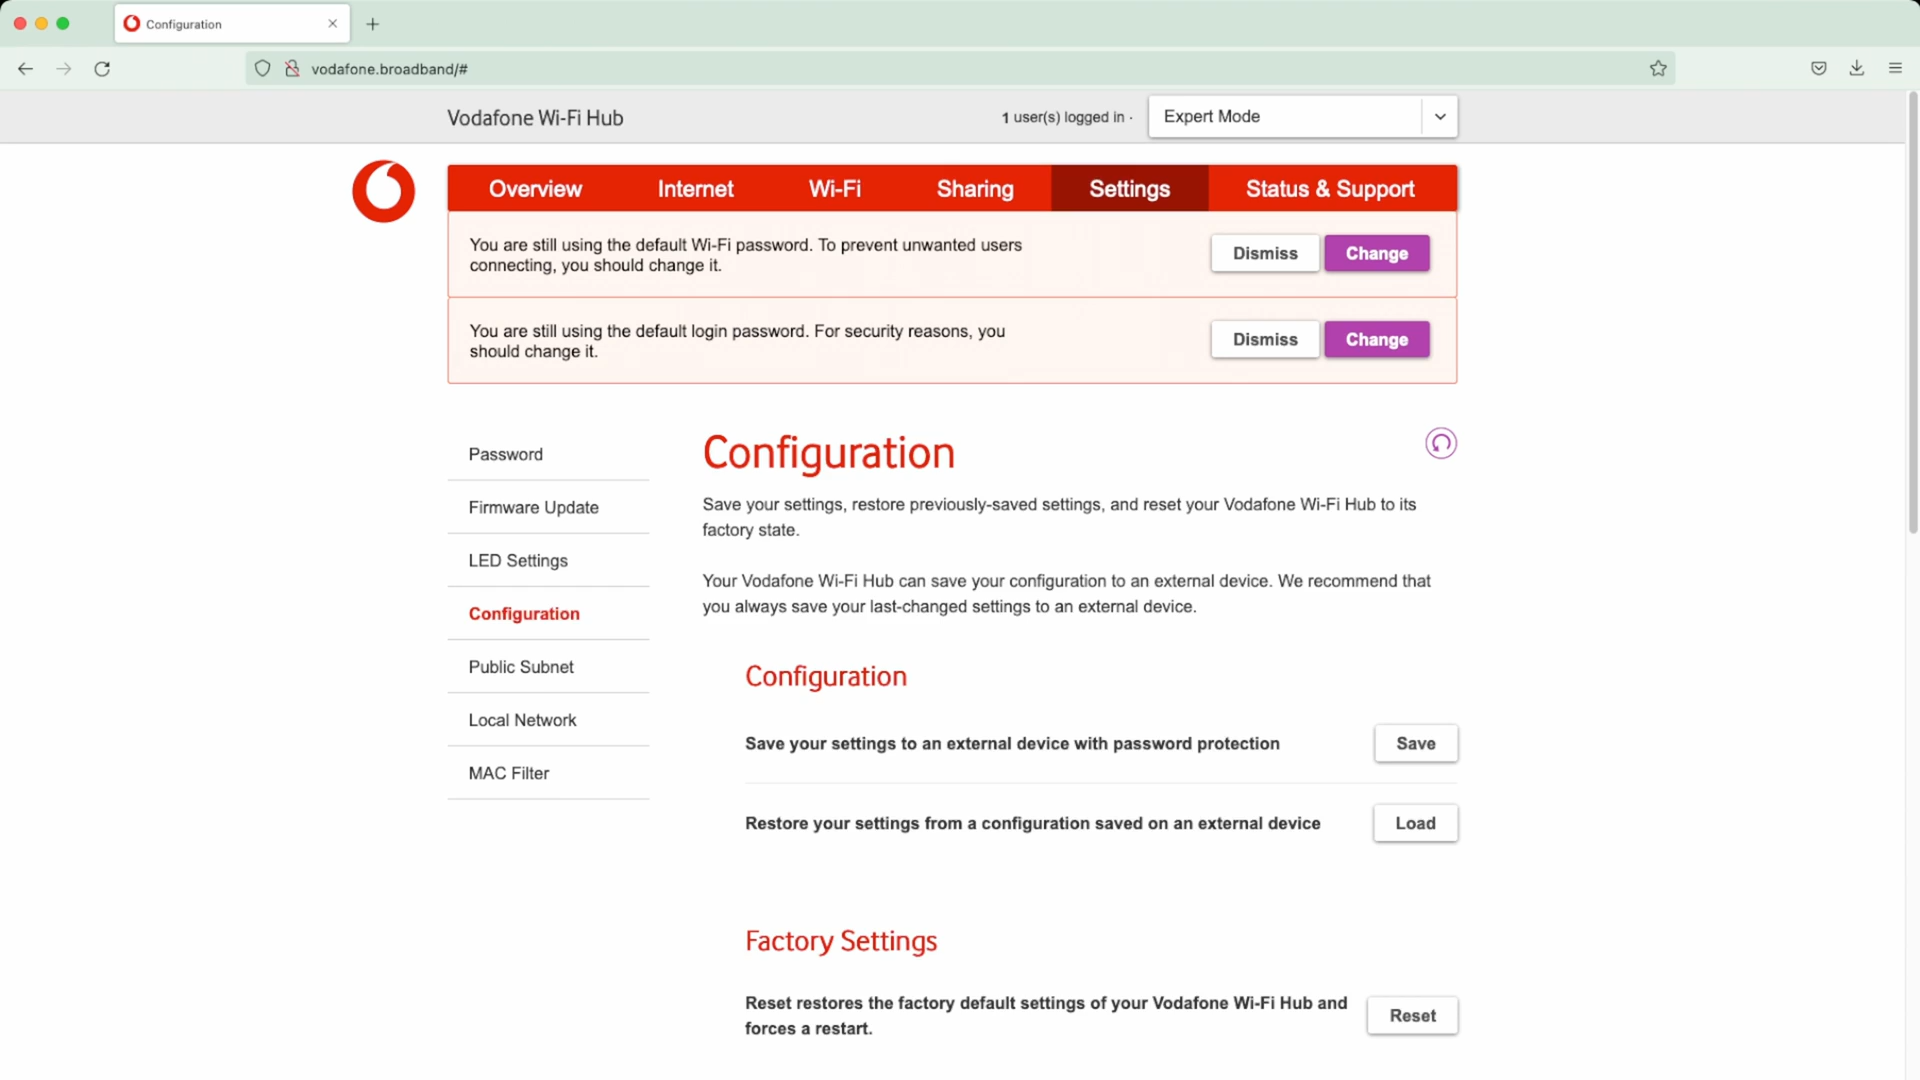 Configuration
vodafone.broadband/#
Vodafone Wi-Fi Hub
1 user(s) logged in ·
Expert Mode
Overview
Internet
Wi-Fi
Sharing
Settings
Status & Support
You are still using the default Wi-Fi password. To prevent unwanted users
connecting, you should change it.
Dismiss
Change
You are still using the default login password. For security reasons, you
should change it.
Dismiss
Change
Password
Firmware Update
LED Settings
Configuration
Public Subnet
Local Network
MAC Filter
Configuration
Save your settings, restore previously-saved settings, and reset your Vodafone Wi-Fi Hub to its
factory state.
Your Vodafone Wi-Fi Hub can save your configuration to an external device. We recommend that
you always save your last-changed settings to an external device.
Configuration
Save your settings to an external device with password protection
Save
Restore your settings from a configuration saved on an external device
Load
Factory Settings
Reset restores the factory default settings of your Vodafone Wi-Fi Hub and
forces a restart.
Reset